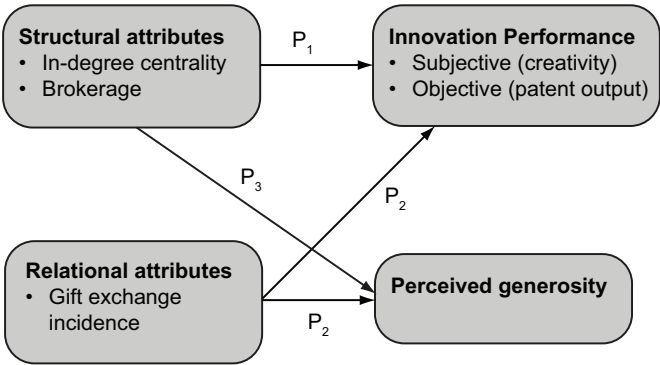 Structural attributes
• In-degree centrality
• Brokerage
P1
Innovation Performance
• Subjective (creativity)
• Objective (patent output)
P3
P2
Relational attributes
• Gift exchange
incidence
P2
Perceived generosity